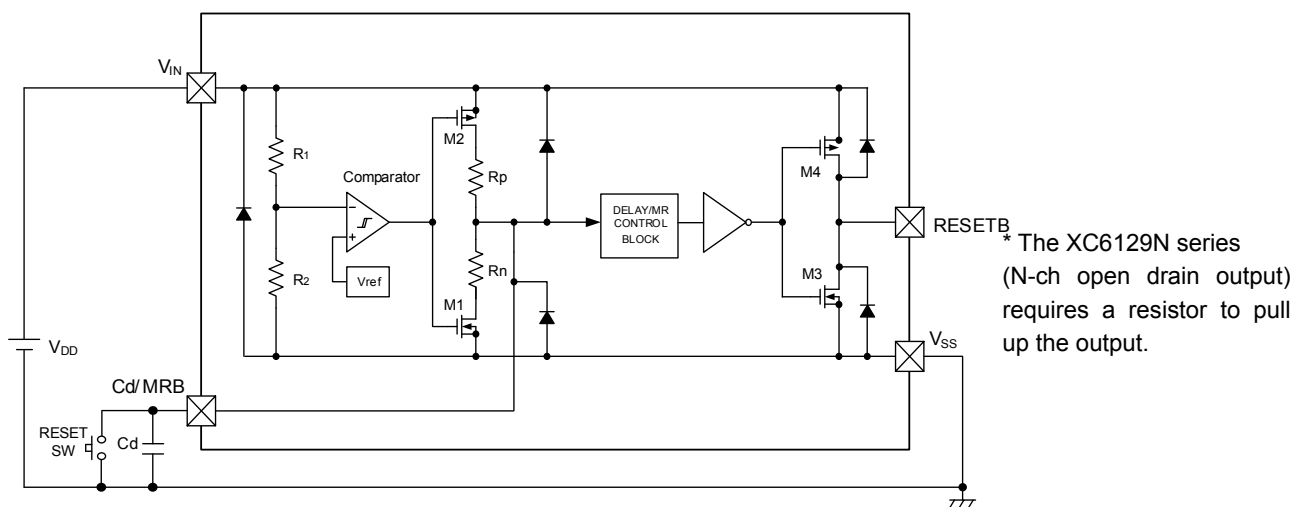 VIN
R1
R2
Comparator
−
+
Vref
M2
Rp
Rn
M1
DELAY/MR
CONTROL
BLOCK
M4
M3
RESETB
VSS
VDD
Cd/MRB
RESET
SW
Cd
* The XC6129N series
(N-ch open drain output)
requires a resistor to pull
up the output.